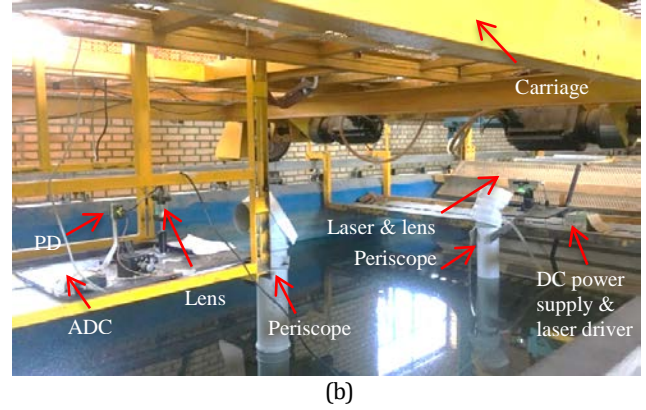 Carriage
Laser & lens
PD
Periscope
Lens
DC power
supply &
laser driver
ADC
Periscope
(b)